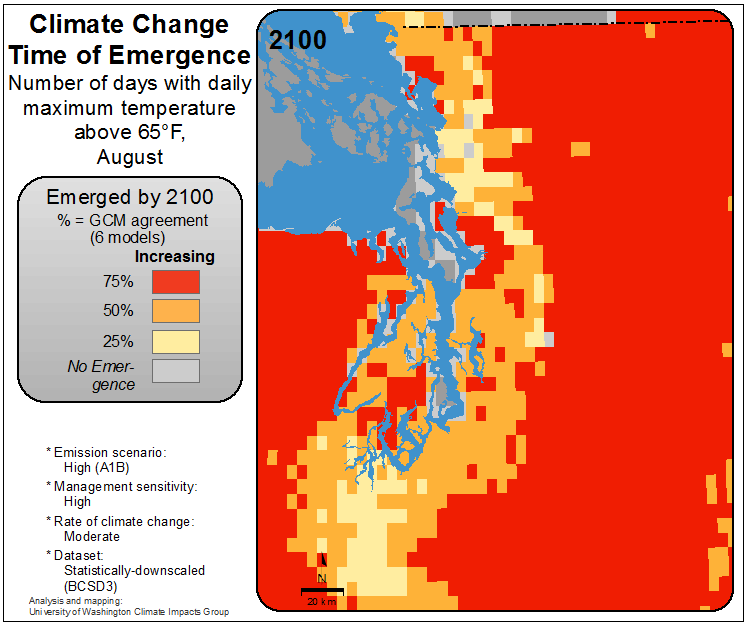 Climate Change
Time of Emergence
Number of days with daily
maximum temperature
above 65°F,
August
Emerged by 2100
% = GCM agreement
(6 models)
Increasing
75%
50%
25%
No Emer-
gence
* Emission scenario:
High (A1B)
* Management sensitivity:
High
* Rate of climate change:
Moderate
* Dataset:
Statistically-downscaled
(BCSD3)
Analysis and mapping:
University of Washington Climate Impacts Group
2100
N
20 km